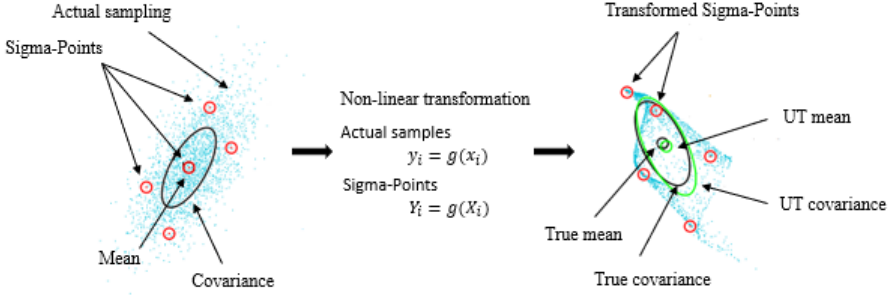 Actual sampling
Sigma-Points
Mean
Covariance
Non-linear transformation
Actual samples
yᵢ = g(xᵢ)
Sigma-Points
Yᵢ = g(Xᵢ)
Transformed Sigma-Points
UT mean
UT covariance
True mean
True covariance